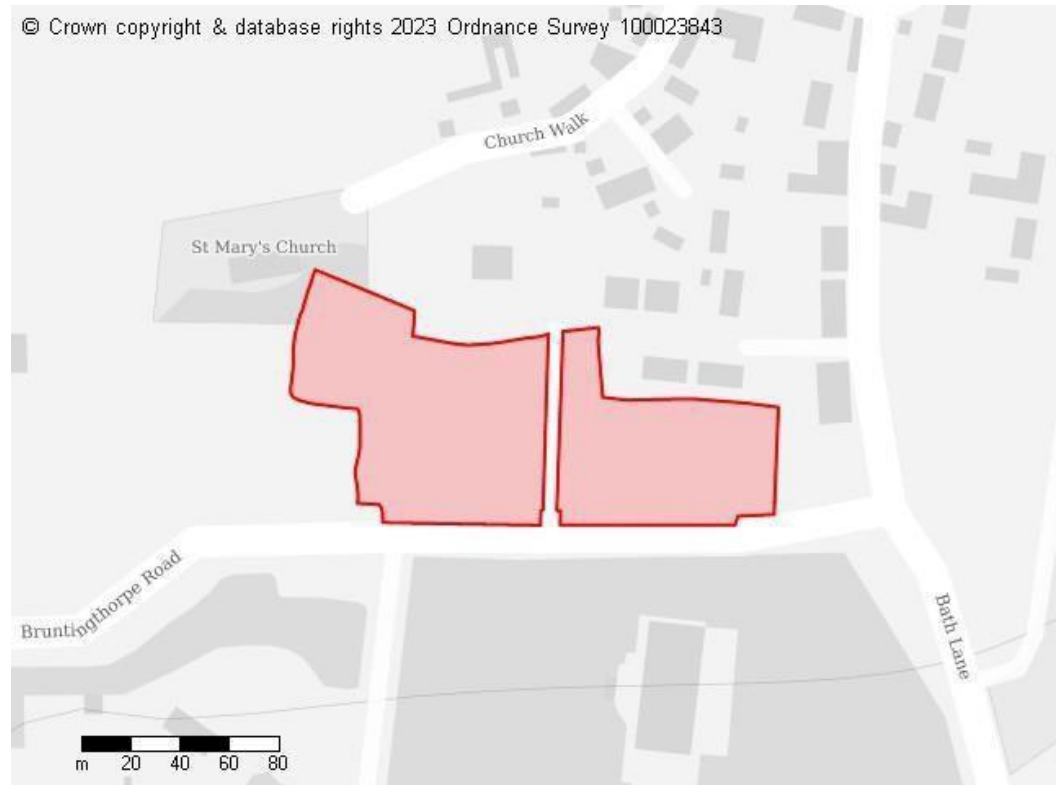 © Crown copyright & database rights 2023 Ordnance Survey 100023843
Church Walk
St Mary's Church
Bruntingthorpe Road
Bath Lane
m 20 40 60 80